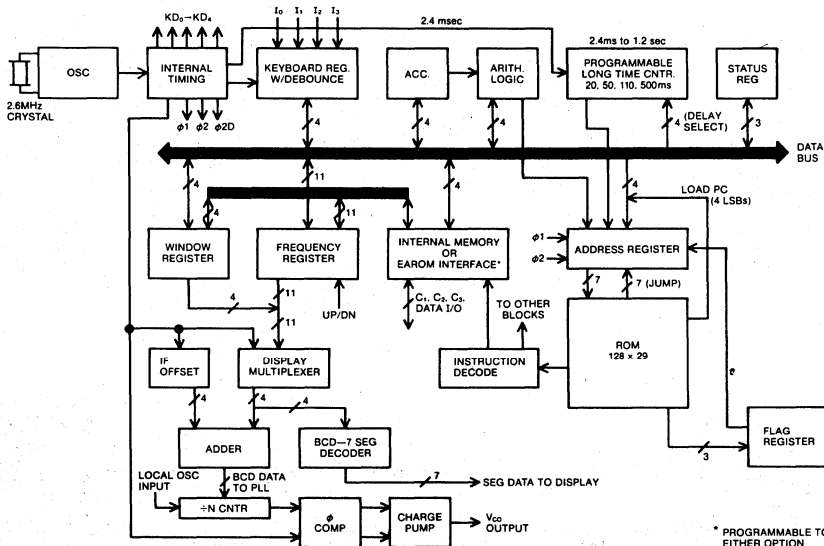 KD₀→KD₄
I₀ I₁ I₂ I₃
2.4 msec
2.6MHz
CRYSTAL
OSC
INTERNAL
TIMING
φ1 φ2 φ2D
KEYBOARD REG.
W/DEBOUNCE
ACC.
ARITH.
LOGIC
2.4ms to 1.2 sec
PROGRAMMABLE
LONG TIME CNTR.
20, 50, 110, 500ms
STATUS
REG
4
4
4
4
(DELAY
SELECT)
3
DATA
BUS
4
11
4
4
LOAD PC
(4 LSBs)
4
11
WINDOW
REGISTER
FREQUENCY
REGISTER
INTERNAL MEMORY
OR
EAROM INTERFACE*
φ1
φ2
ADDRESS REGISTER
4
11
11
UP/DN
C₁, C₂, C₃.
DATA I/O
TO OTHER
BLOCKS
7
7 (JUMP)
IF
OFFSET
DISPLAY
MULTIPLEXER
INSTRUCTION
DECODE
ROM
128 x 29
4
4
4
ADDER
BCD—7 SEG
DECODER
3
FLAG
REGISTER
LOCAL OSC
INPUT
BCD DATA
TO PLL
7
SEG DATA TO DISPLAY
÷N CNTR
φ
COMP
CHARGE
PUMP
VCO
OUTPUT
* PROGRAMMABLE TO
EITHER OPTION